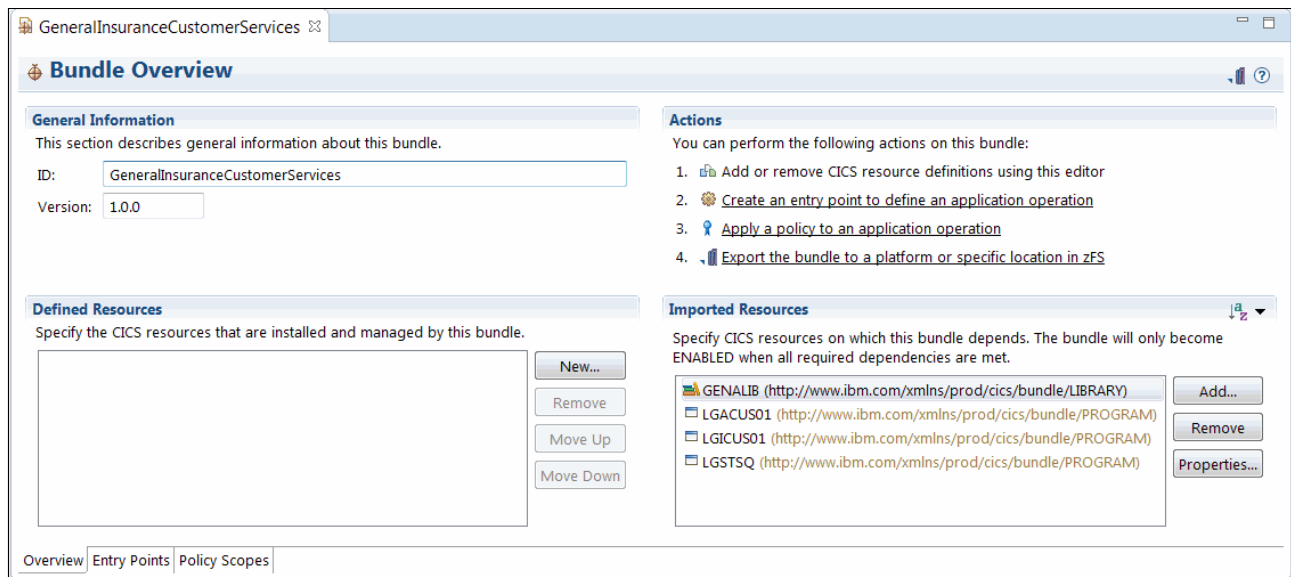 GeneralInsuranceCustomerServices
Bundle Overview
General Information
This section describes general information about this bundle.
ID: GeneralInsuranceCustomerServices
Version: 1.0.0
Actions
You can perform the following actions on this bundle:
1. Add or remove CICS resource definitions using this editor
2. Create an entry point to define an application operation
3. Apply a policy to an application operation
4. Export the bundle to a platform or specific location in zFS
Defined Resources
Specify the CICS resources that are installed and managed by this bundle.
New...
Remove
Move Up
Move Down
Imported Resources
Specify CICS resources on which this bundle depends. The bundle will only become
ENABLED when all required dependencies are met.
GENALIB (http://www.ibm.com/xmlns/prod/cics/bundle/LIBRARY)
LGACUS01 (http://www.ibm.com/xmlns/prod/cics/bundle/PROGRAM)
LGICUS01 (http://www.ibm.com/xmlns/prod/cics/bundle/PROGRAM)
LGSTSQ (http://www.ibm.com/xmlns/prod/cics/bundle/PROGRAM)
Add...
Remove
Properties...
Overview Entry Points Policy Scopes